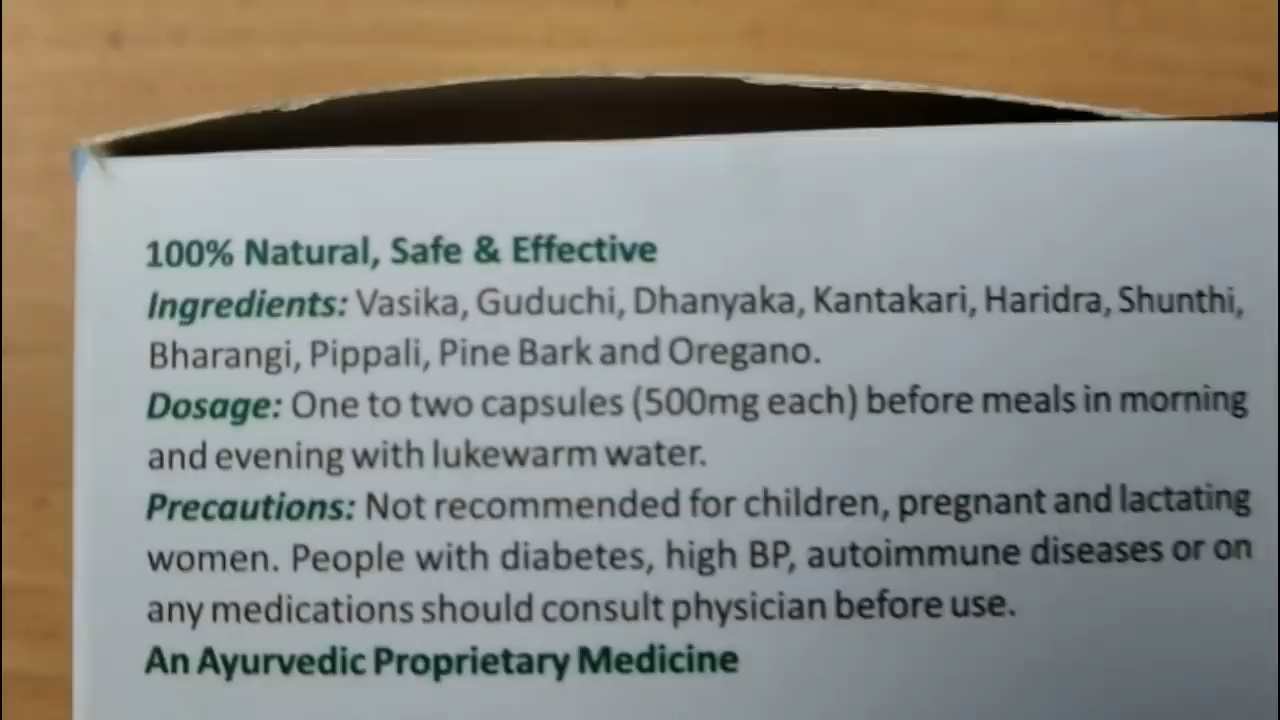 100% Natural, Safe & Effective
Ingredients: Vasika, Guduchi, Dhanyaka, Kantakari, Haridra, Shunthi,
Bharangi, Pippali, Pine Bark and Oregano.
Dosage: One to two capsules (500mg each) before meals in morning
and evening with lukewarm water.
Precautions: Not recommended for children, pregnant and lactating
women. People with diabetes, high BP, autoimmune diseases or on
any medications should consult physician before use.
An Ayurvedic Proprietary Medicine